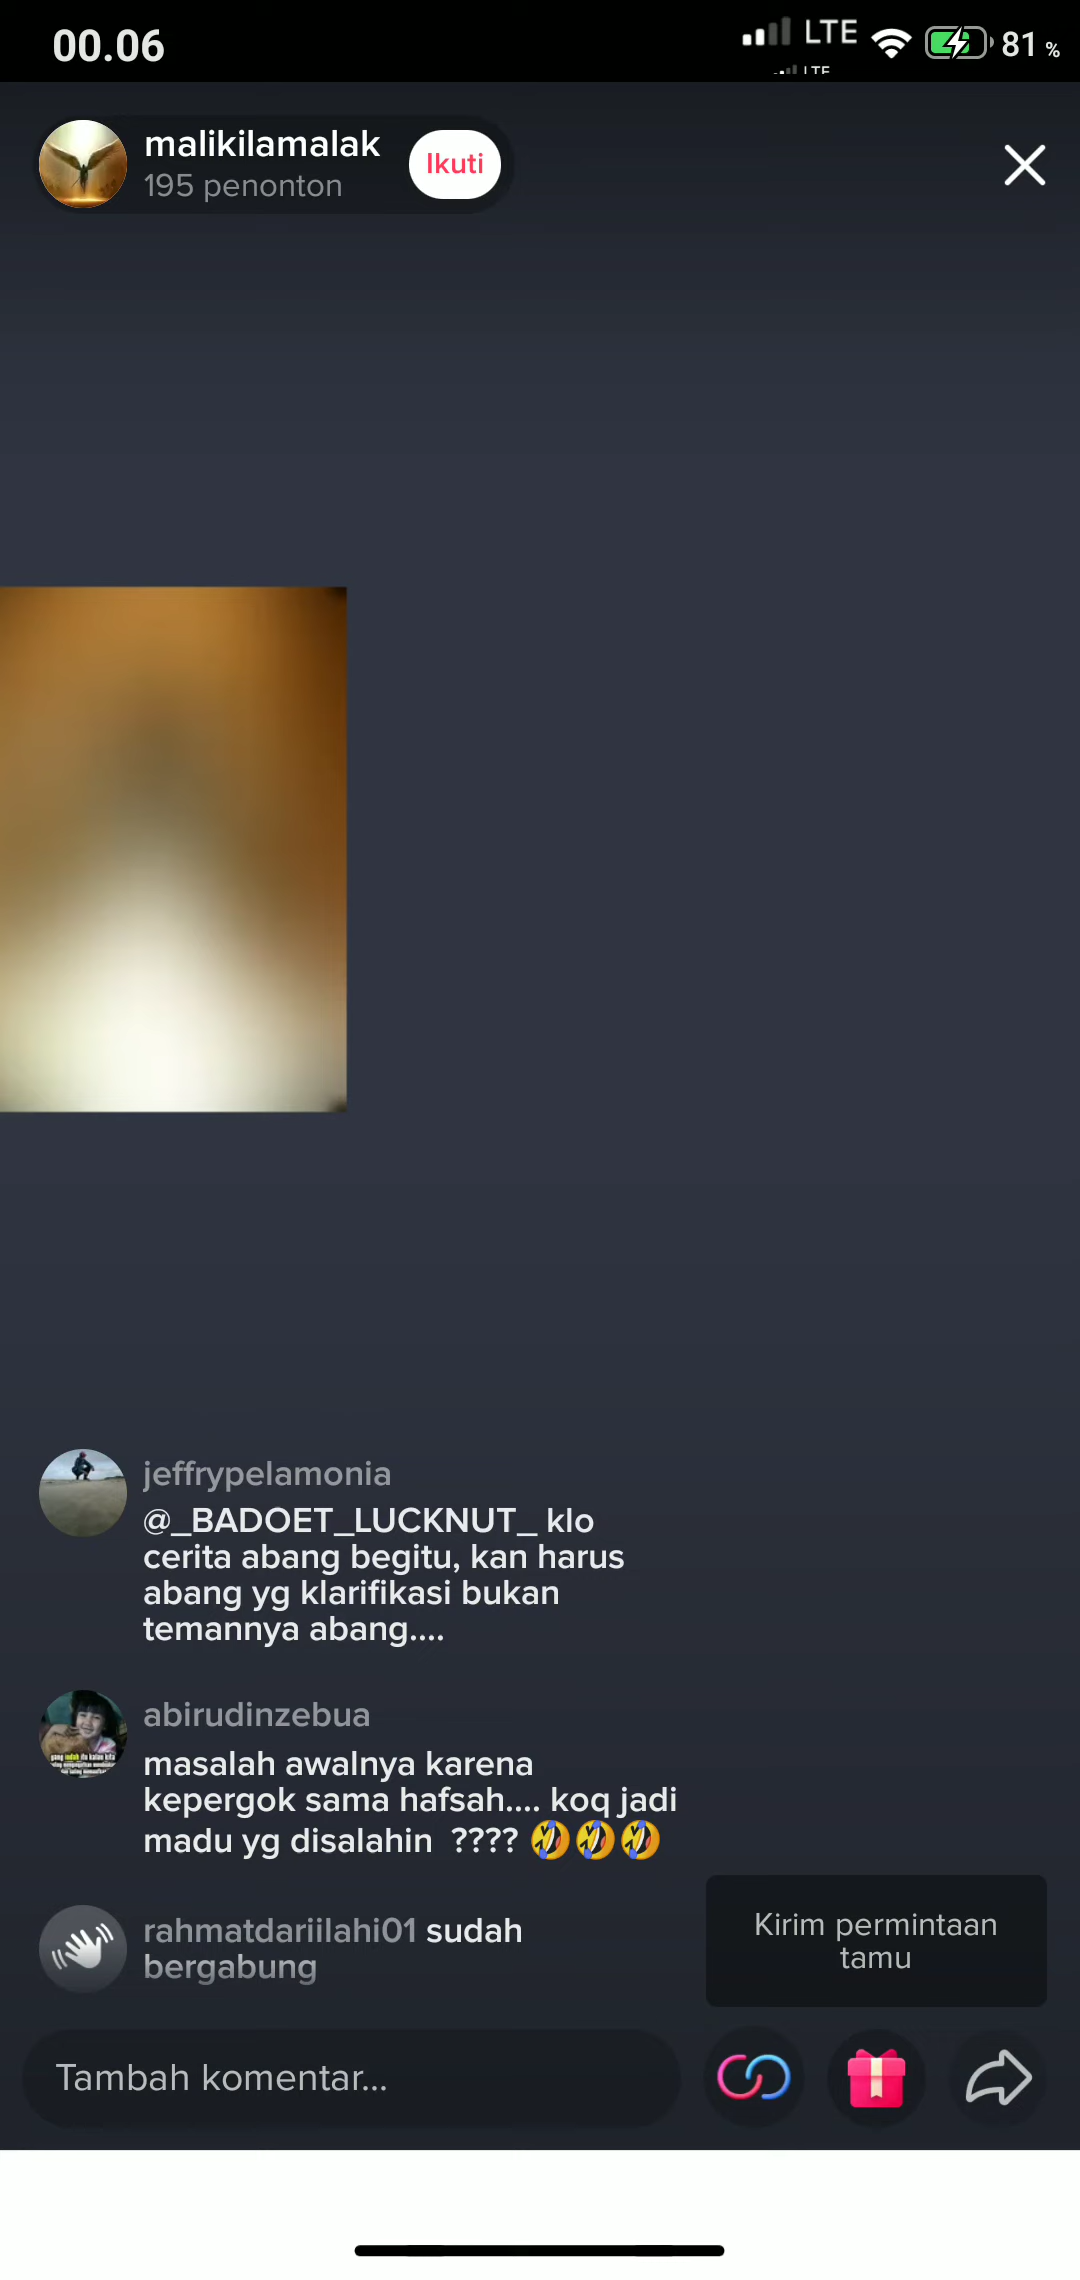 00.06
LTE
81 %
LTE
malikilamalak
195 penonton
Ikuti
jeffrypelamonia
@_BADOET_LUCKNUT_ klo
cerita abang begitu, kan harus
abang yg klarifikasi bukan
temannya abang....
abirudinzebua
masalah awalnya karena
kepergok sama hafsah.... koq jadi
madu yg disalahin ???? 🤣🤣🤣
rahmatdariilahi01 sudah
bergabung
Kirim permintaan
tamu
Tambah komentar...